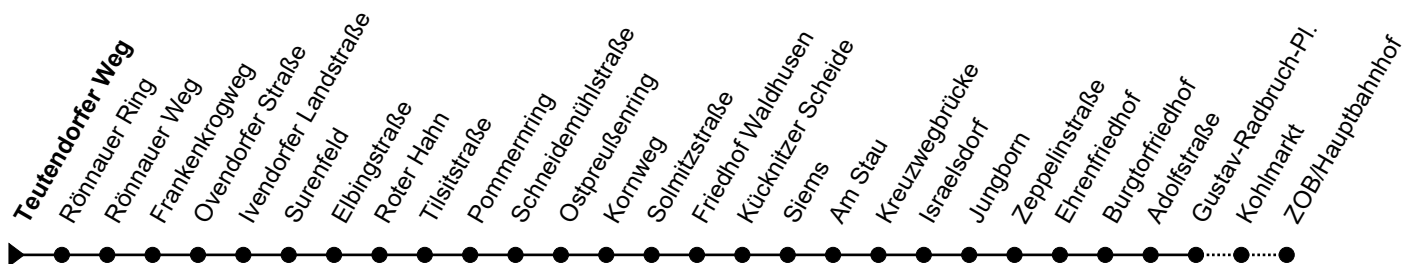 Teutendorfer Weg
Rönnauer Ring
Rönnauer Weg
Frankenkrogweg
Ovendorfer Straße
Ivendorfer Landstraße
Surenfeld
Elbingstraße
Roter Hahn
Tilsitstraße
Pommernring
Schneidemühlstraße
Ostpreußenring
Kornweg
Solmitzstraße
Friedhof Waldhusen
Kücknitzer Scheide
Siems
Am Stau
Kreuzwegbrücke
Israelsdorf
Jungborn
Zeppelinstraße
Ehrenfriedhof
Burgtorfriedhof
Adolfstraße
Gustav-Radbruch-Pl.
Kohlmarkt
ZOB/Hauptbahnhof